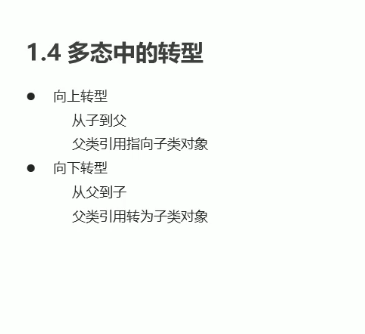 1.4 多态中的转型
● 向上转型
从子到父
父类引用指向子类对象
● 向下转型
从父到子
父类引用转为子类对象